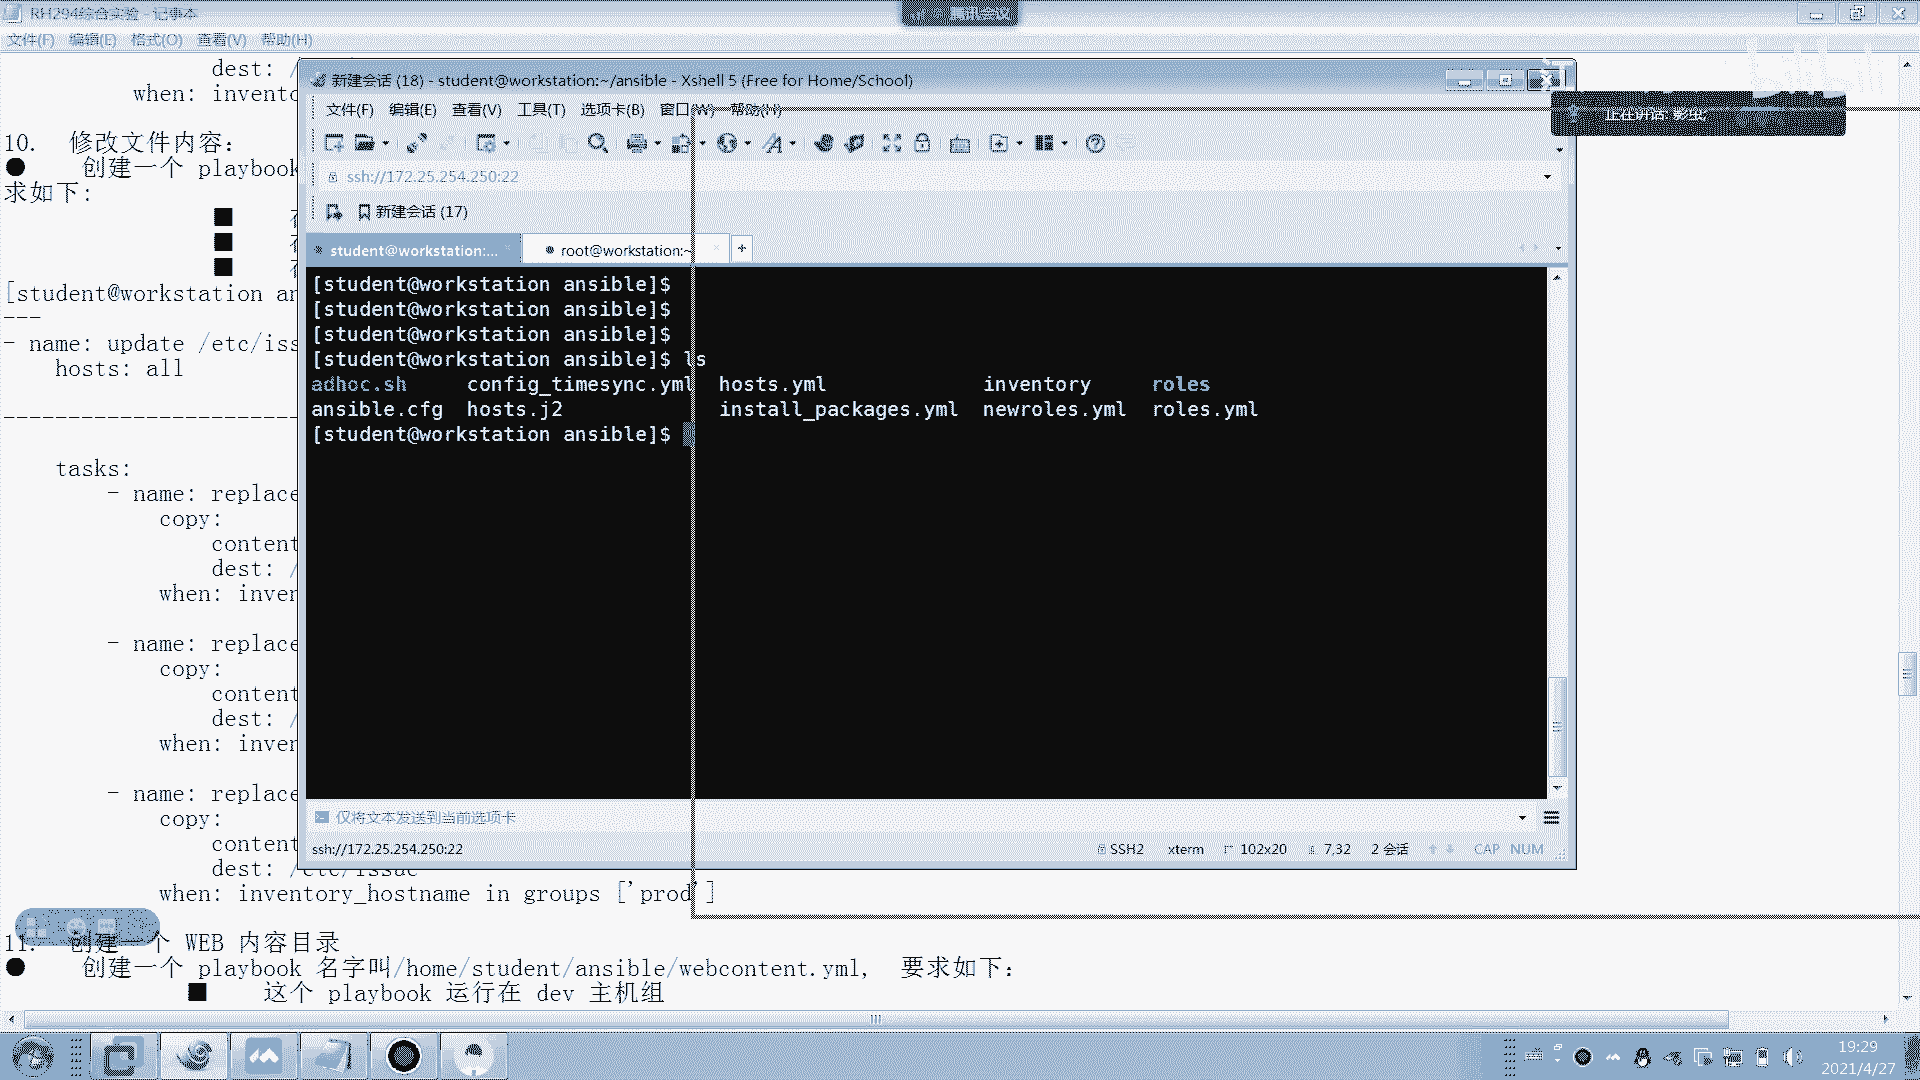 RH294综合实验 - 记事本
腾讯会议
文件(F) 编辑(E) 格式(O) 查看(V) 帮助(H)
dest: /
when: invento
10. 修改文件内容:
● 创建一个 playbook
求如下:
■
■
■
[student@workstation an
---
- name: update /etc/iss
hosts: all
tasks:
- name: replace
copy:
content
dest: /
when: inven
- name: replace
copy:
content
dest: /
when: inven
- name: replace
copy:
content
dest: /etc/issue
when: inventory_hostname in groups ['prod']
11. 创建一个 WEB 内容目录
● 创建一个 playbook 名字叫/home/student/ansible/webcontent.yml, 要求如下:
■ 这个 playbook 运行在 dev 主机组
新建会话 (18) - student@workstation:~/ansible - Xshell 5 (Free for Home/School)
文件(F) 编辑(E) 查看(V) 工具(T) 选项卡(B) 窗口(W) 帮助(H)
ssh://172.25.254.250:22
新建会话 (17)
student@workstation:... root@workstation:~
[student@workstation ansible]$
[student@workstation ansible]$
[student@workstation ansible]$
[student@workstation ansible]$ ls
adhoc.sh config_timesync.yml hosts.yml inventory roles
ansible.cfg hosts.j2 install_packages.yml newroles.yml roles.yml
[student@workstation ansible]$
仅将文本发送到当前选项卡
ssh://172.25.254.250:22 SSH2 xterm 102x20 7,32 2 会话 CAP NUM
正在讲话: 影虫;
19:29
2021/4/27